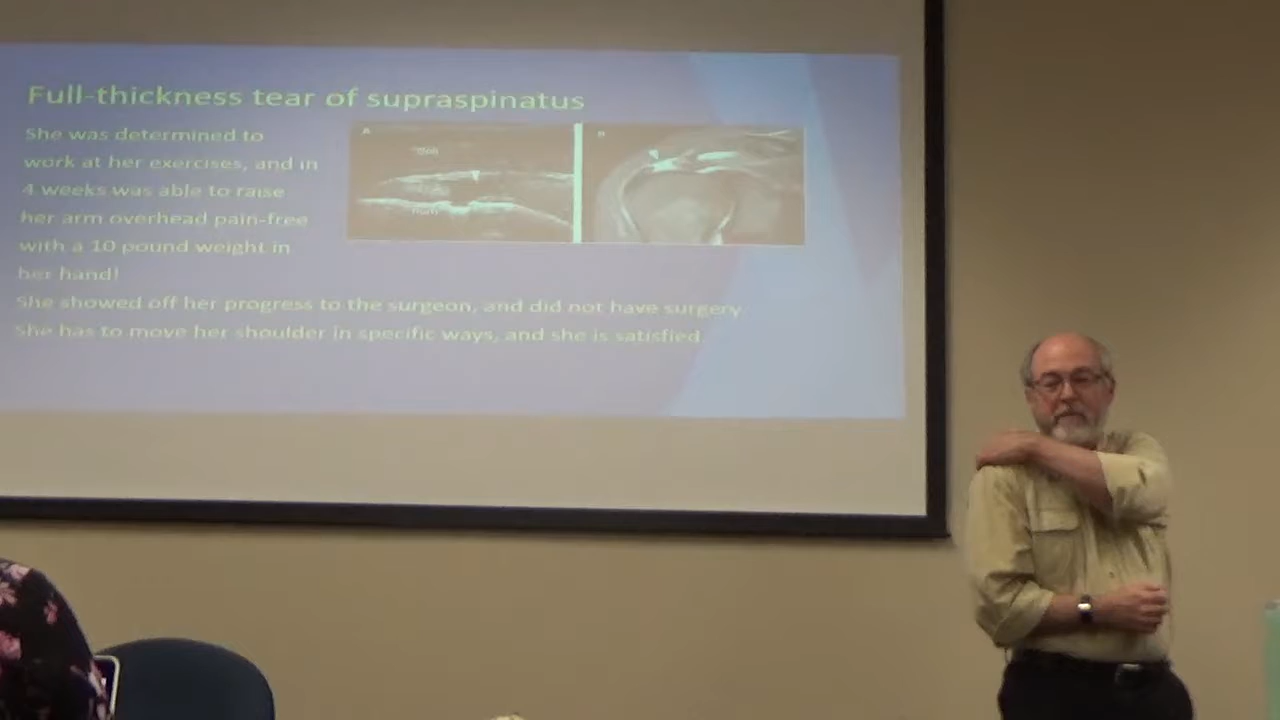 Full-thickness tear of supraspinatus
She was determined to
work at her exercises, and in
4 weeks was able to raise
her arm overhead pain-free
with a 10 pound weight in
her hand!
She showed off her progress to the surgeon, and did not have surgery
She has to move her shoulder in specific ways, and she is satisfied
A
B